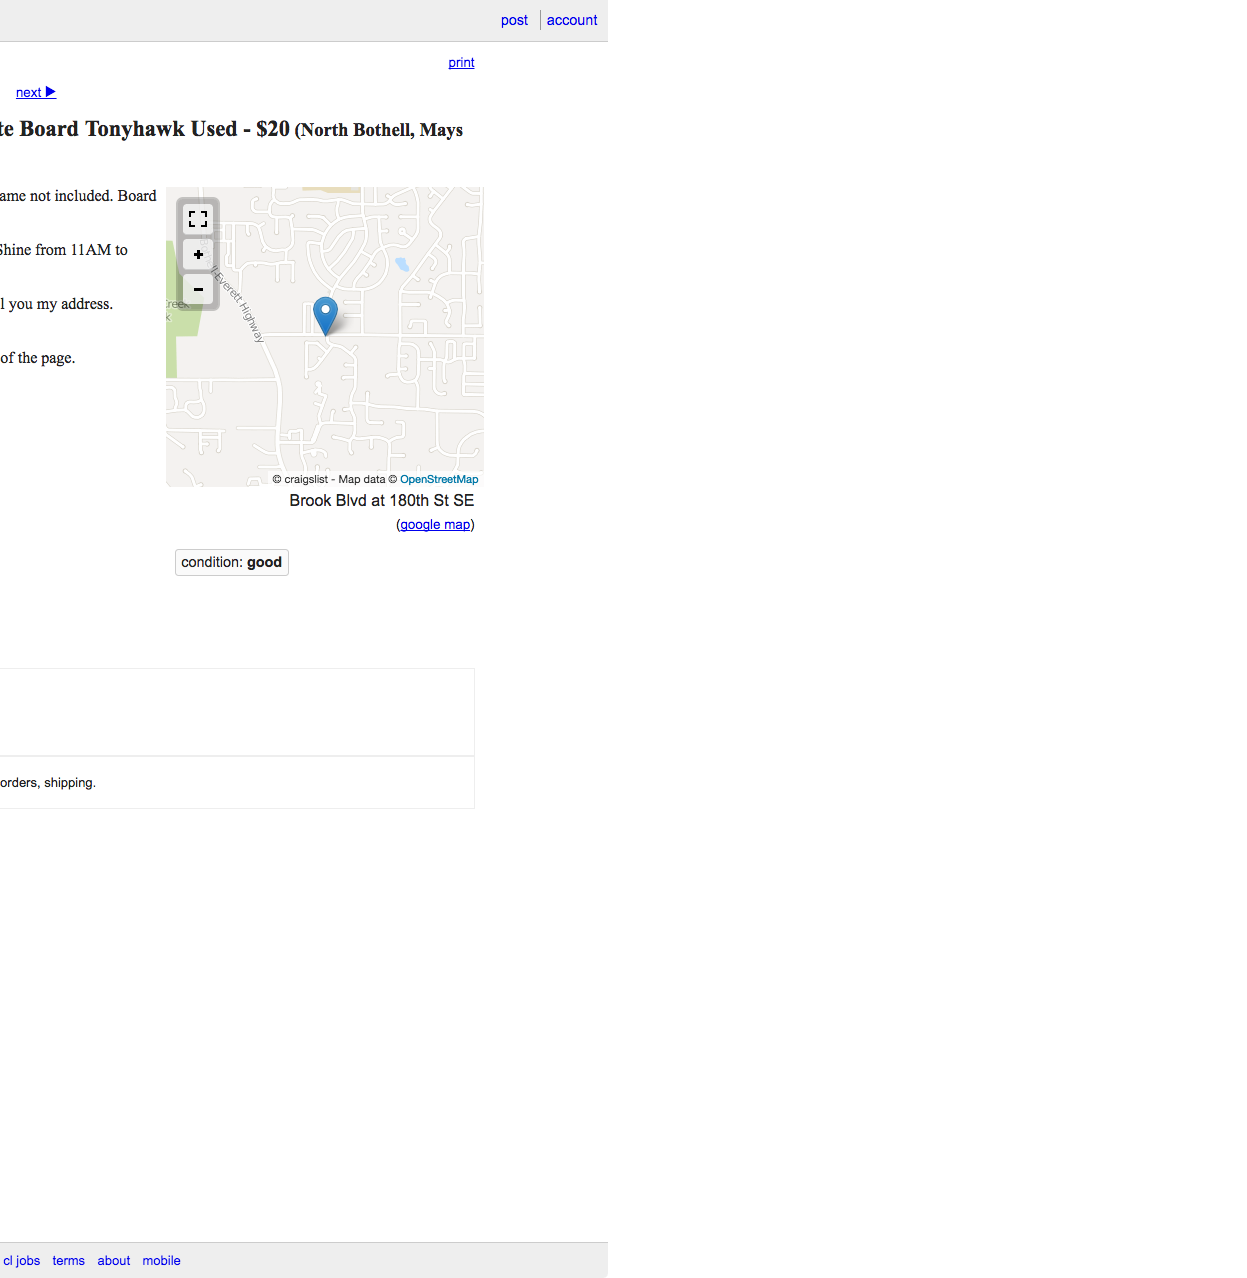 post account
print
next ▶
te Board Tonyhawk Used - $20 (North Bothell, Mays
ame not included. Board
Shine from 11AM to
l you my address.
of the page.
+
−
ll-Everett Highway
reek
k
© craigslist - Map data © OpenStreetMap
Brook Blvd at 180th St SE
(google map)
condition: good
orders, shipping.
cl jobs terms about mobile